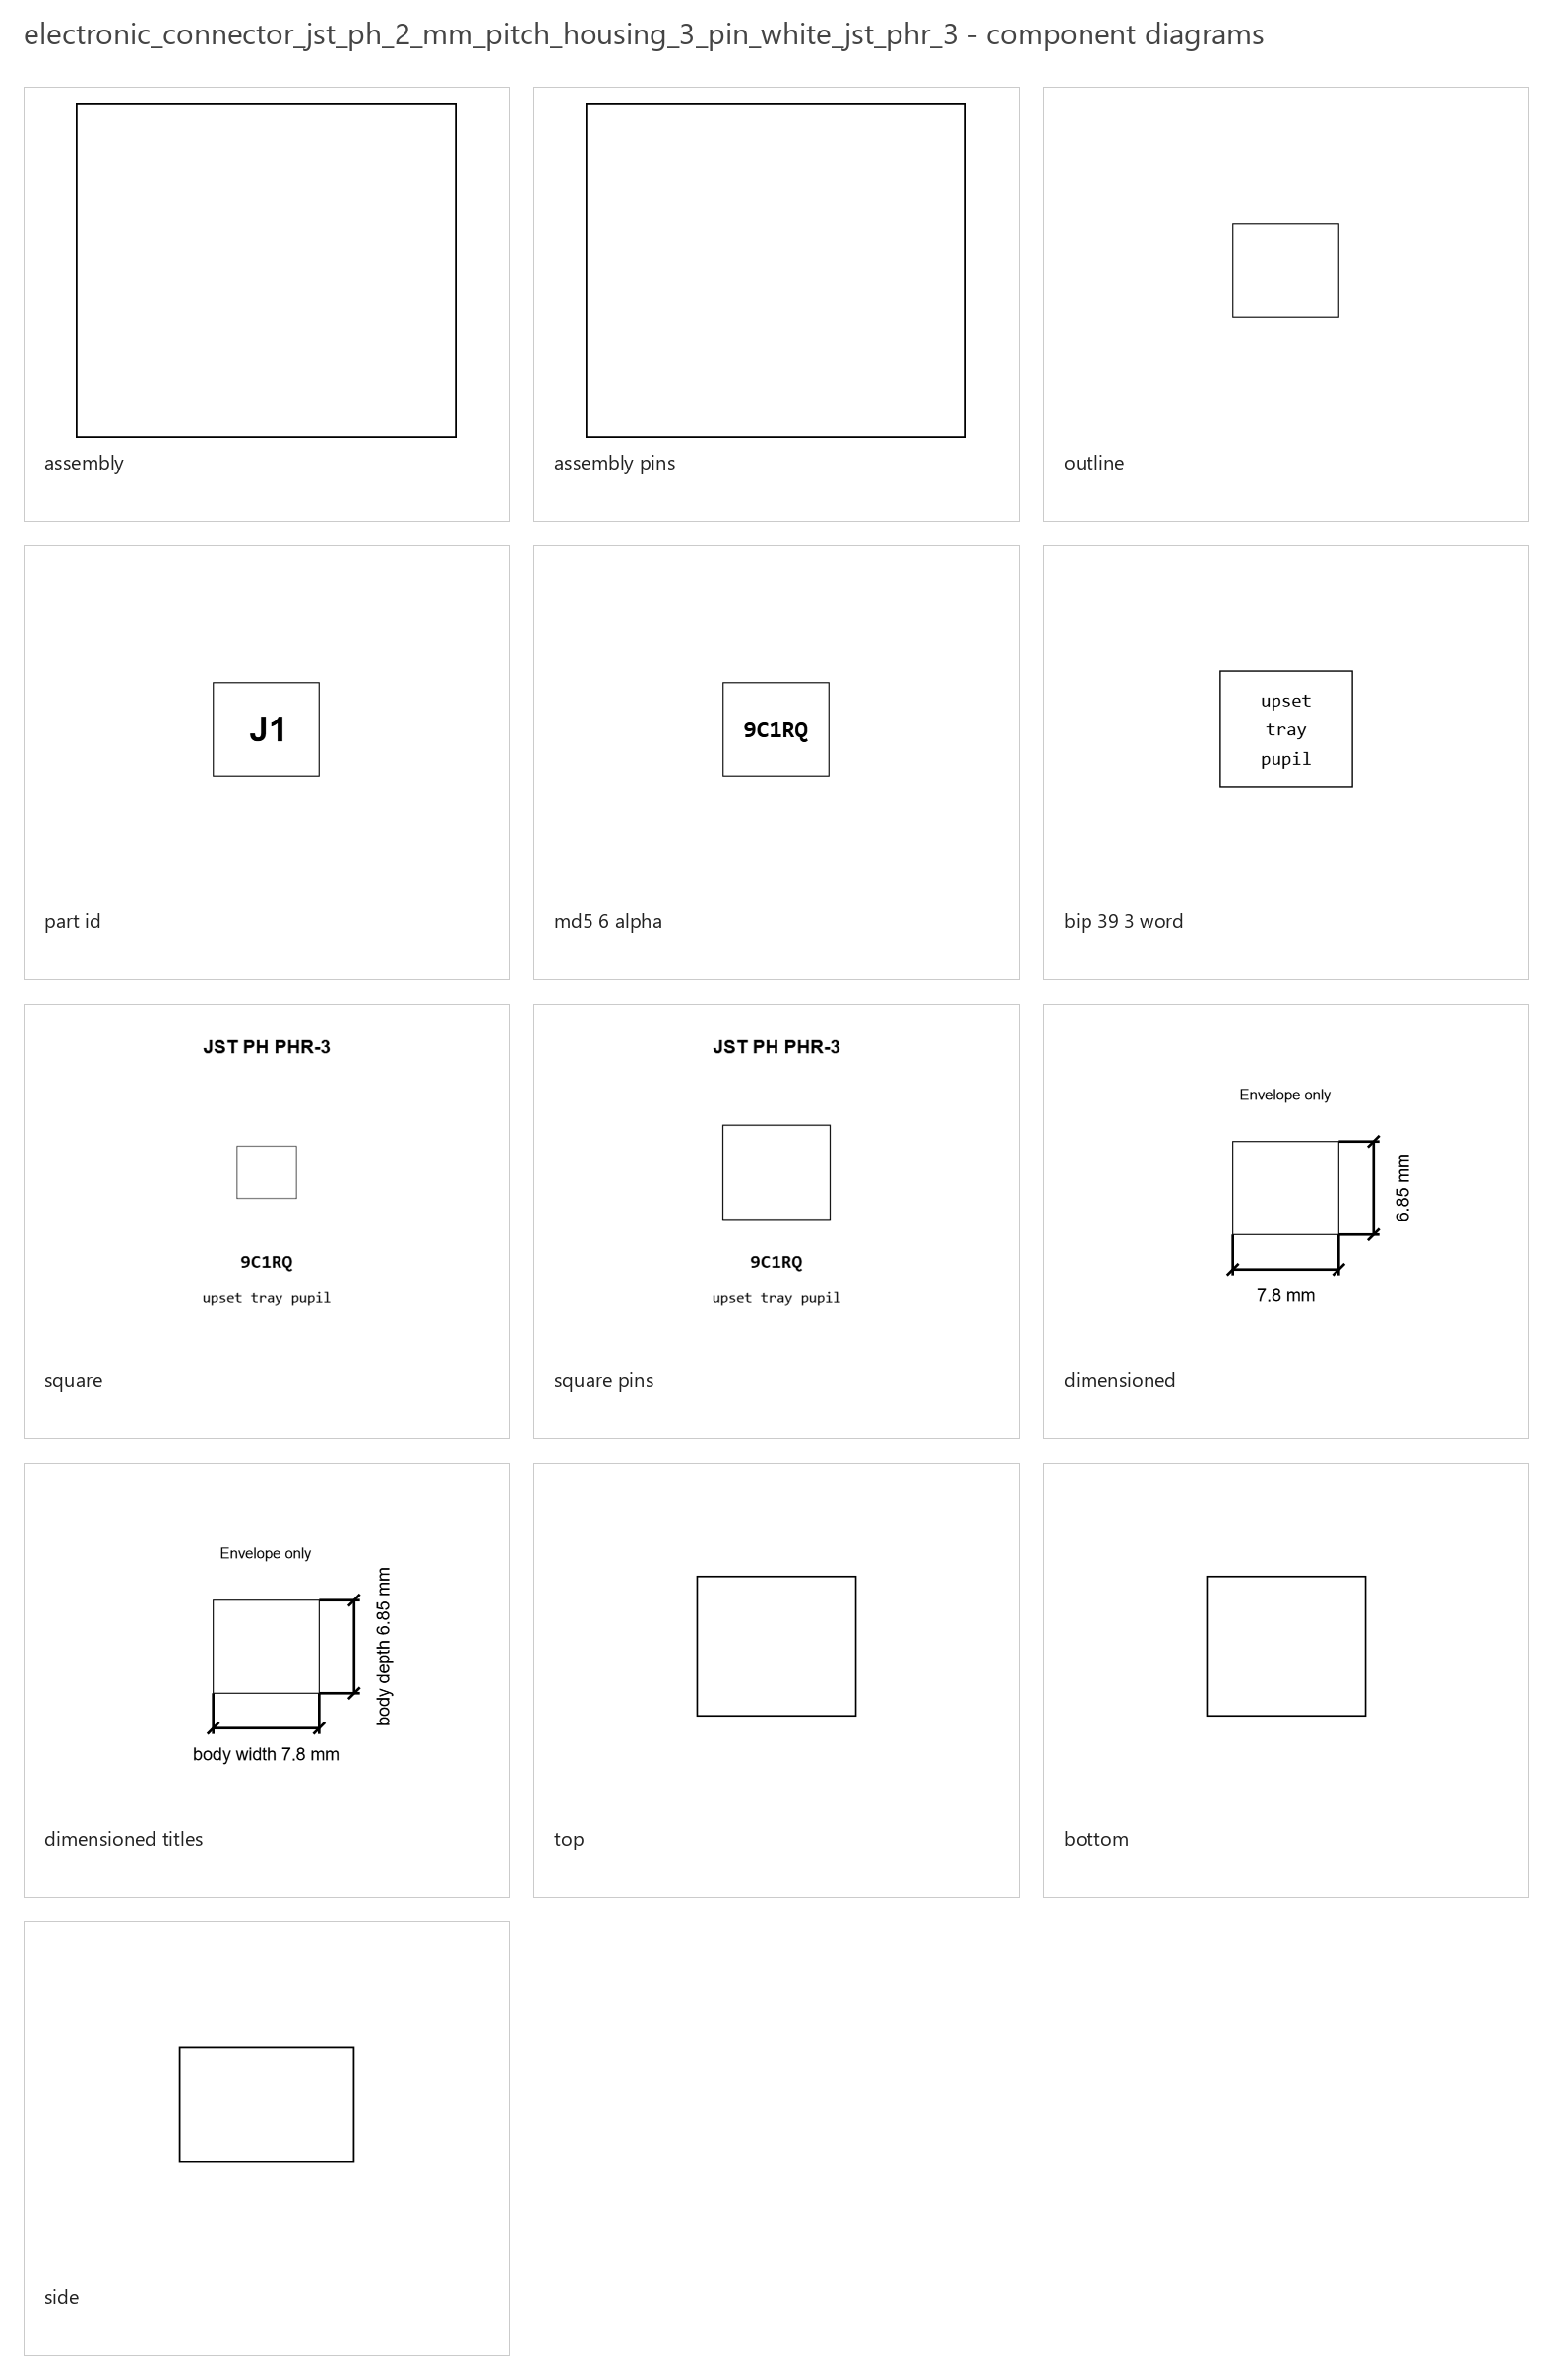 electronic_connector_jst_ph_2_mm_pitch_housing_3_pin_white_jst_phr_3 - component diagrams
assembly
assembly pins
outline
J1
part id
9C1RQ
md5 6 alpha
upset
tray
pupil
bip 39 3 word
JST PH PHR-3
9C1RQ
upset tray pupil
square
JST PH PHR-3
9C1RQ
upset tray pupil
square pins
Envelope only
6.85 mm
7.8 mm
dimensioned
Envelope only
body depth 6.85 mm
body width 7.8 mm
dimensioned titles
top
bottom
side